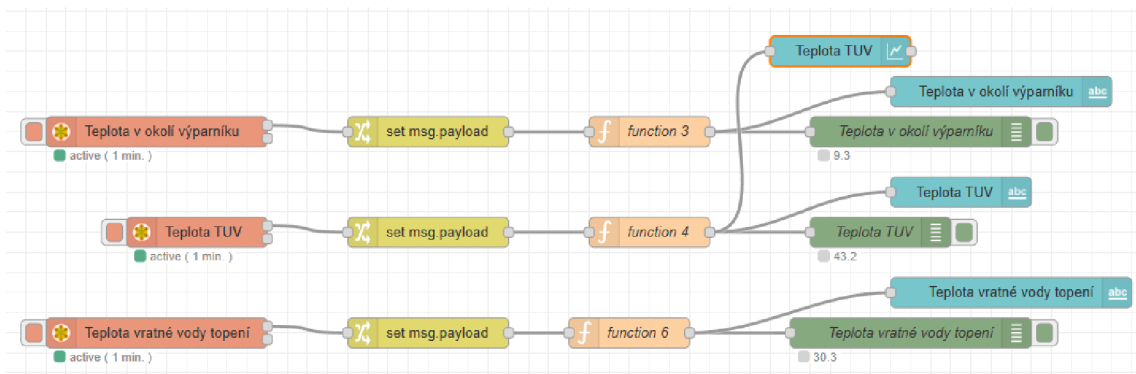 Teplota TUV
Teplota v okolí výparníku abc
Teplota v okolí výparníku set msg.payload function 3 Teplota v okolí výparníku
active ( 1 min. ) 9.3
Teplota TUV abc
Teplota TUV set msg.payload function 4 Teplota TUV
active ( 1 min. ) 43.2
Teplota vratné vody topení abc
Teplota vratné vody topení set msg.payload function 6 Teplota vratné vody topení
active ( 1 min. ) 30.3